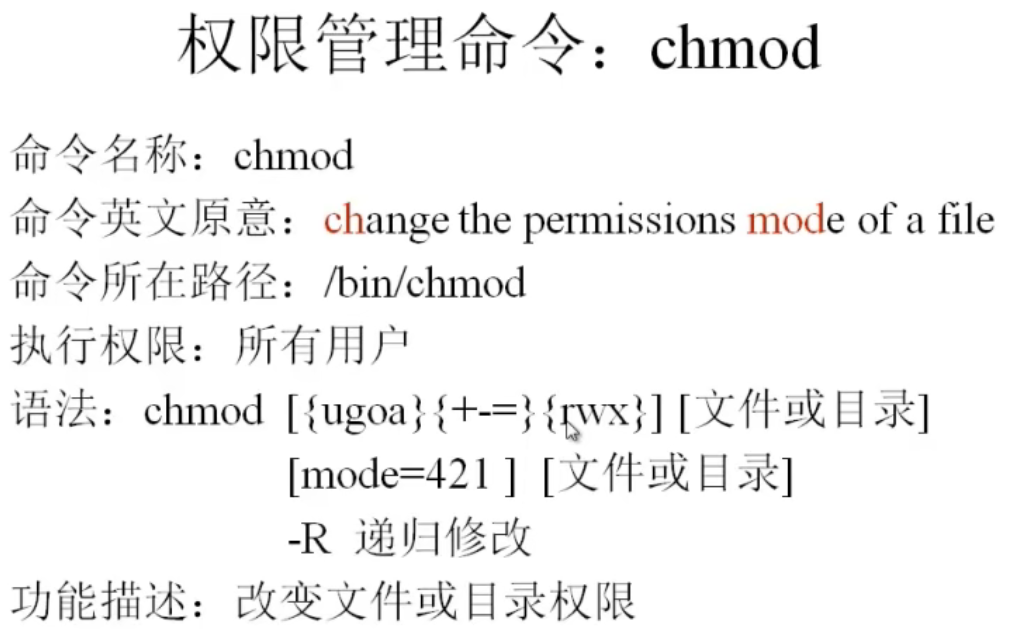 权限管理命令：chmod
命令名称：chmod
命令英文原意：change the permissions mode of a file
命令所在路径：/bin/chmod
执行权限：所有用户
语法：chmod [{ugoa}{+-=}{rwx}] [文件或目录]
[mode=421 ] [文件或目录]
-R 递归修改
功能描述：改变文件或目录权限